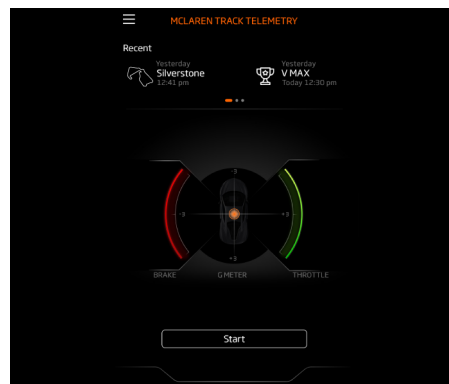 MCLAREN TRACK TELEMETRY
Recent
Yesterday
Silverstone
12:41 pm
Yesterday
V MAX
Today 12:30 pm
-3
-3
+3
+3
BRAKE
G METER
THROTTLE
Start